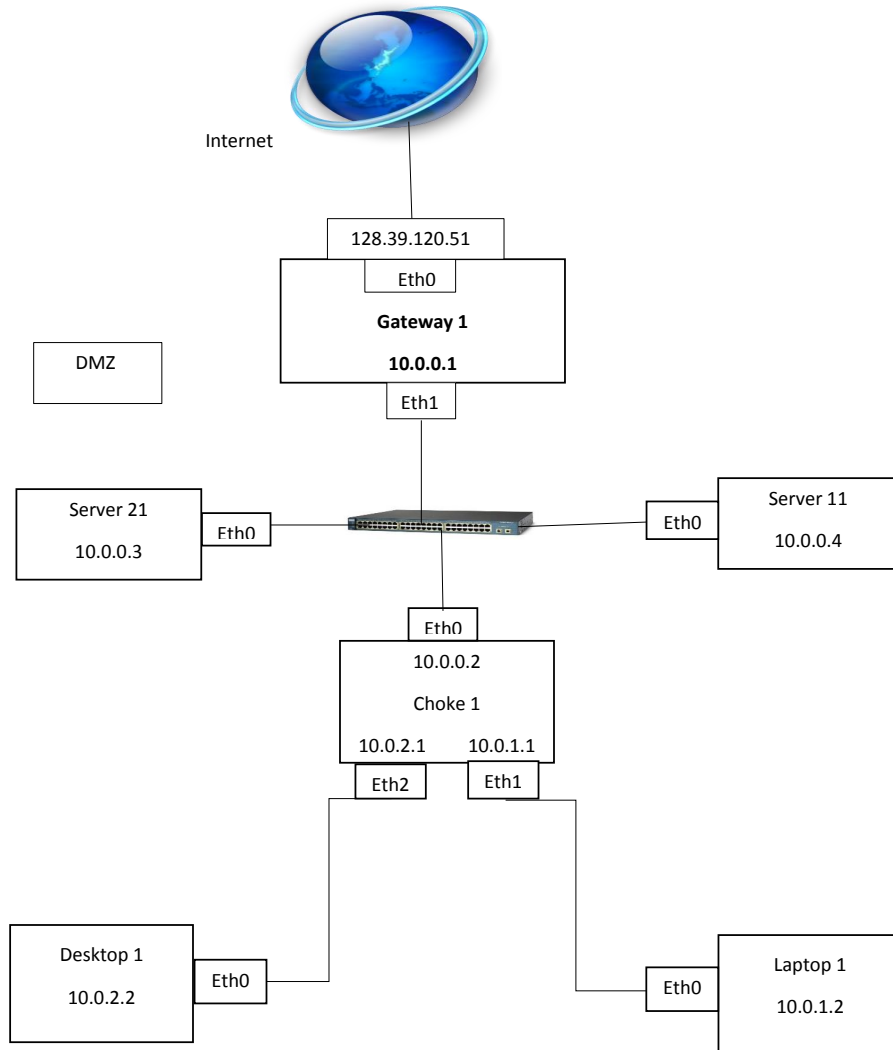 Internet
128.39.120.51
Eth0
Gateway 1
10.0.0.1
Eth1
DMZ
Server 21
10.0.0.3
Eth0
Server 11
10.0.0.4
Eth0
Eth0
10.0.0.2
Choke 1
10.0.2.1
10.0.1.1
Eth2
Eth1
Desktop 1
10.0.2.2
Eth0
Laptop 1
10.0.1.2
Eth0